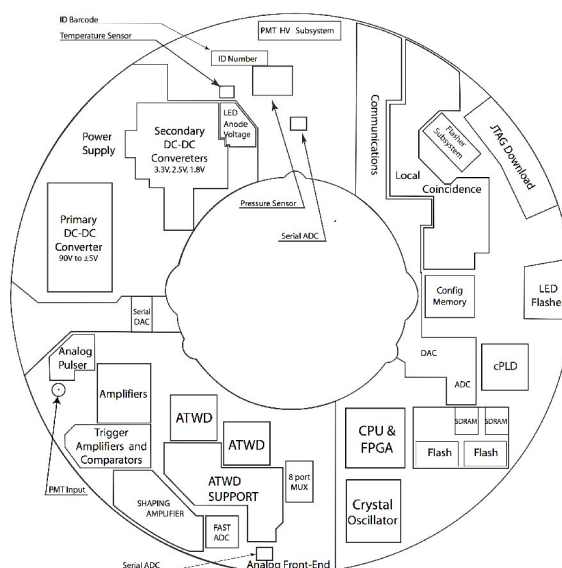 ID Barcode
Temperature Sensor
PMT HV Subsystem
ID Number
LED
Anode
Voltage
Power
Supply
Secondary
DC-DC
Convereters
3.3V, 2.5V, 1.8V
Communications
Flasher
Subsystem
JTAG Download
Local
Coincidence
Primary
DC-DC
Converter
90V to ±5V
Pressure Sensor
Serial ADC
Config
Memory
LED
Flashe
Serial
DAC
Analog
Pulser
DAC
ADC
cPLD
Amplifiers
ATWD
ATWD
CPU &
FPGA
SDRAM
SDRAM
Flash
Flash
Trigger
Amplifiers and
Comparators
PMT Input
ATWD
SUPPORT
8 port
MUX
SHAPING
AMPLIFIER
FAST
ADC
Crystal
Oscillator
Serial ADC
Analog Front-End